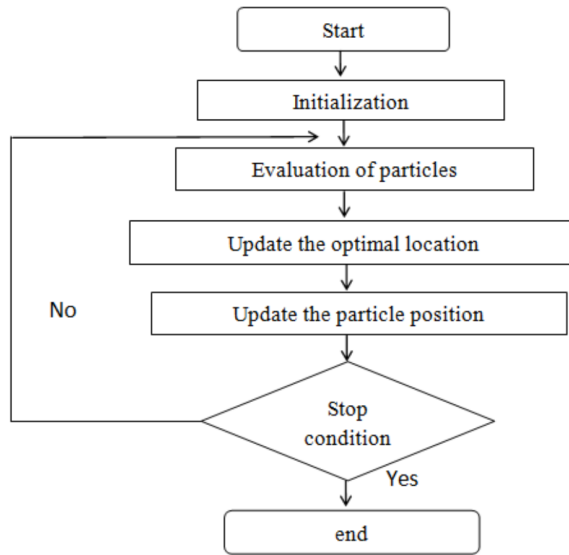 Start
Initialization
Evaluation of particles
Update the optimal location
No
Update the particle position
Stop
condition
Yes
end